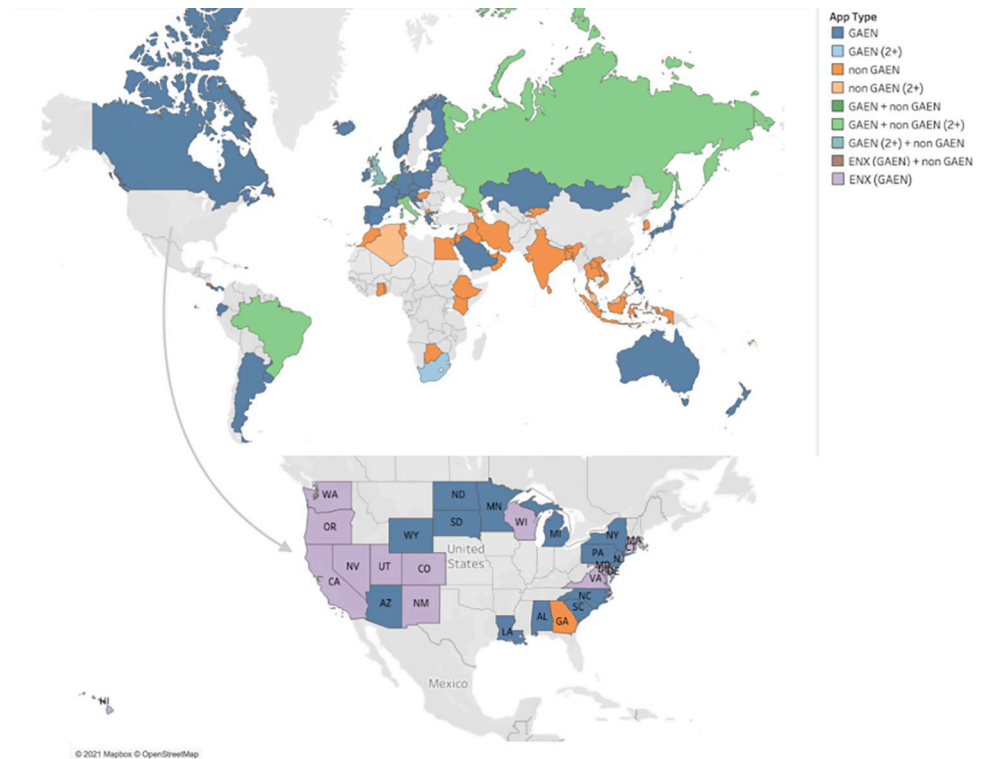 App Type
GAEN
GAEN (2+)
non GAEN
non GAEN (2+)
GAEN + non GAEN
GAEN + non GAEN (2+)
GAEN (2+) + non GAEN
ENX (GAEN) + non GAEN
ENX (GAEN)
WA
ND
MN
OR
SD
WI
MI
NY
MA
CT
WY
United
States
PA
NJ
MD
DE
NV
UT
CO
VA
CA
AZ
NM
NC
SC
AL
GA
LA
Mexico
HI
© 2021 Mapbox © OpenStreetMap